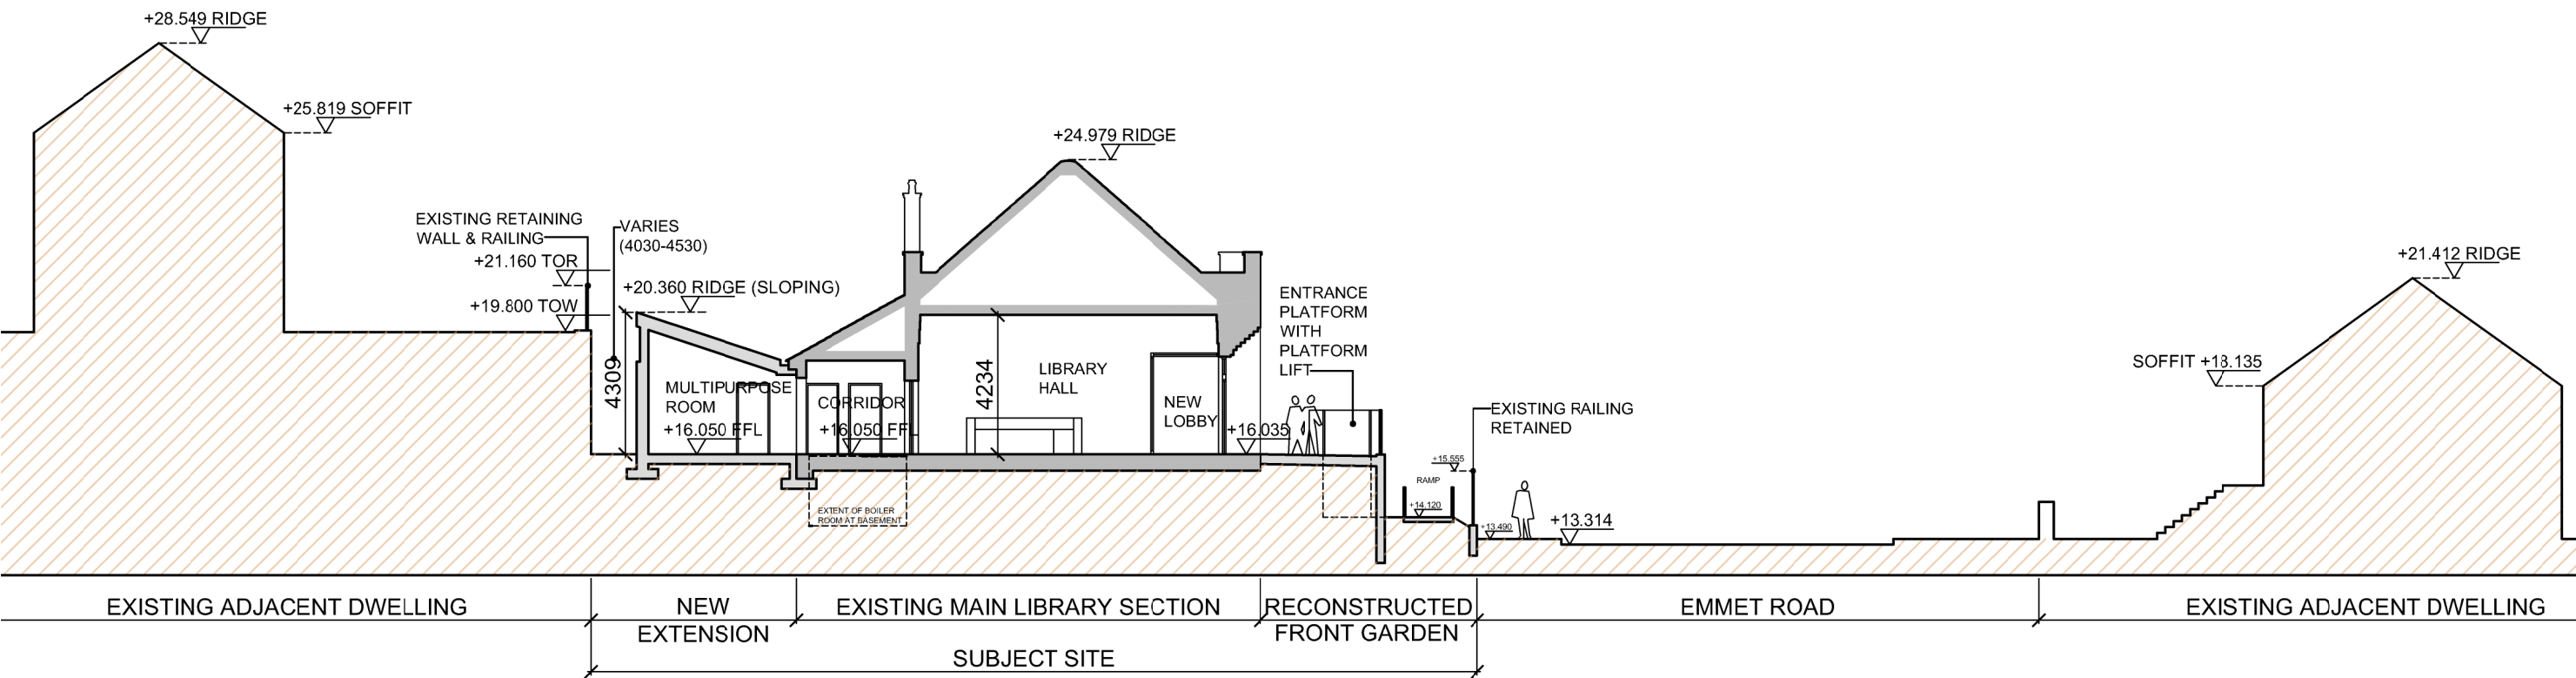 +28.549 RIDGE
+25.819 SOFFIT
+24.979 RIDGE
EXISTING RETAINING
WALL & RAILING
VARIES
(4030-4530)
+21.160 TOR
+20.360 RIDGE (SLOPING)
+19.800 TOW
4309
MULTIPURPOSE
ROOM
+16.050 FFL
CORRIDOR
+16.050 FFL
4234
LIBRARY
HALL
NEW
LOBBY
+16.035
ENTRANCE
PLATFORM
WITH
PLATFORM
LIFT
EXISTING RAILING
RETAINED
+15.555
RAMP
+14.120
+13.490
+13.314
EXTENT OF BOILER
ROOM AT BASEMENT
+21.412 RIDGE
SOFFIT +18.135
EXISTING ADJACENT DWELLING
NEW
EXTENSION
EXISTING MAIN LIBRARY SECTION
RECONSTRUCTED
FRONT GARDEN
EMMET ROAD
EXISTING ADJACENT DWELLING
SUBJECT SITE